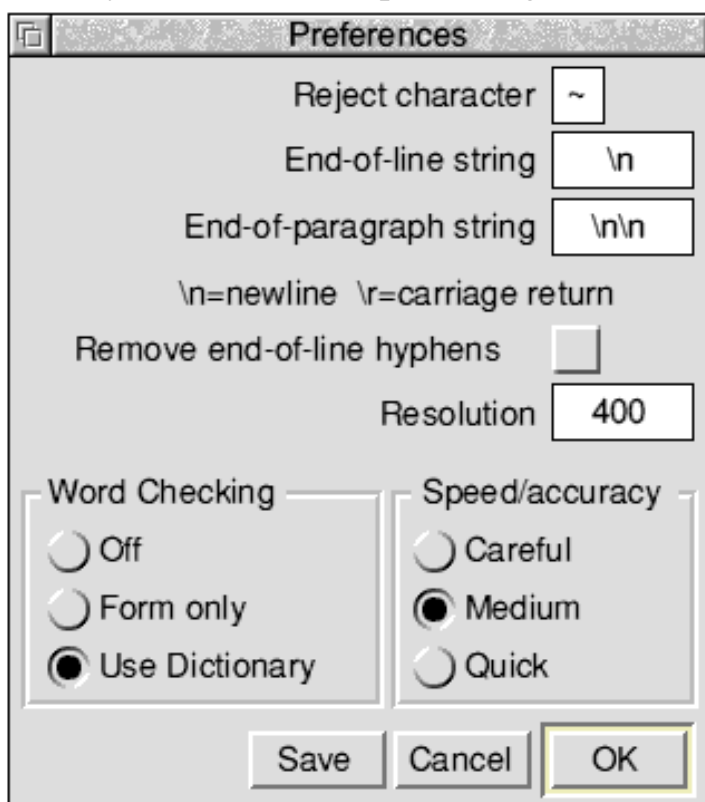 Preferences
Reject character ~
End-of-line string \n
End-of-paragraph string \n\n
\n=newline \r=carriage return
Remove end-of-line hyphens
Resolution 400
Word Checking
Off
Form only
Use Dictionary
Speed/accuracy
Careful
Medium
Quick
Save Cancel OK